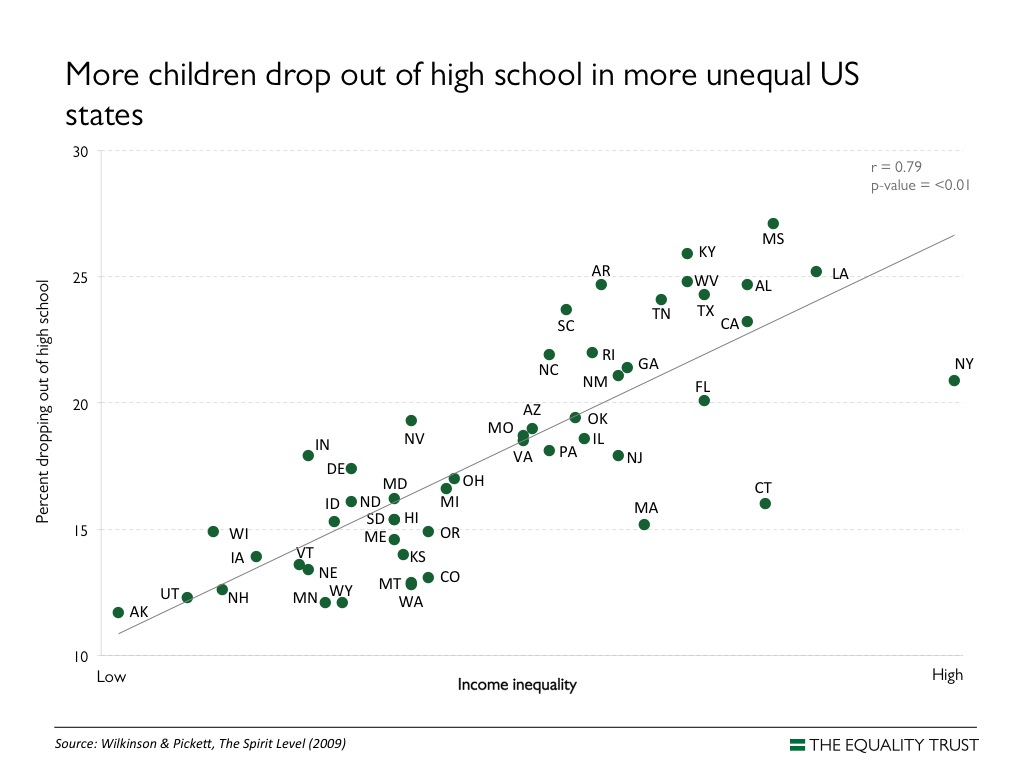 More children drop out of high school in more unequal US
states
30
r = 0.79
p-value = <0.01
MS
KY
LA
AR
25
WV
AL
TX
TN
CA
SC
RI
NC
GA
NM
NY
FL
20
AZ
OK
MO
NV
IL
IN
VA
PA
NJ
DE
OH
MD
CT
MI
ID
ND
MA
SD
HI
15
WI
ME
OR
VT
IA
KS
NE
CO
MT
UT
NH
MN
WY
WA
AK
10
Percent dropping out of high school
Low
High
Income inequality
Source: Wilkinson & Pickett, The Spirit Level (2009)
THE EQUALITY TRUST